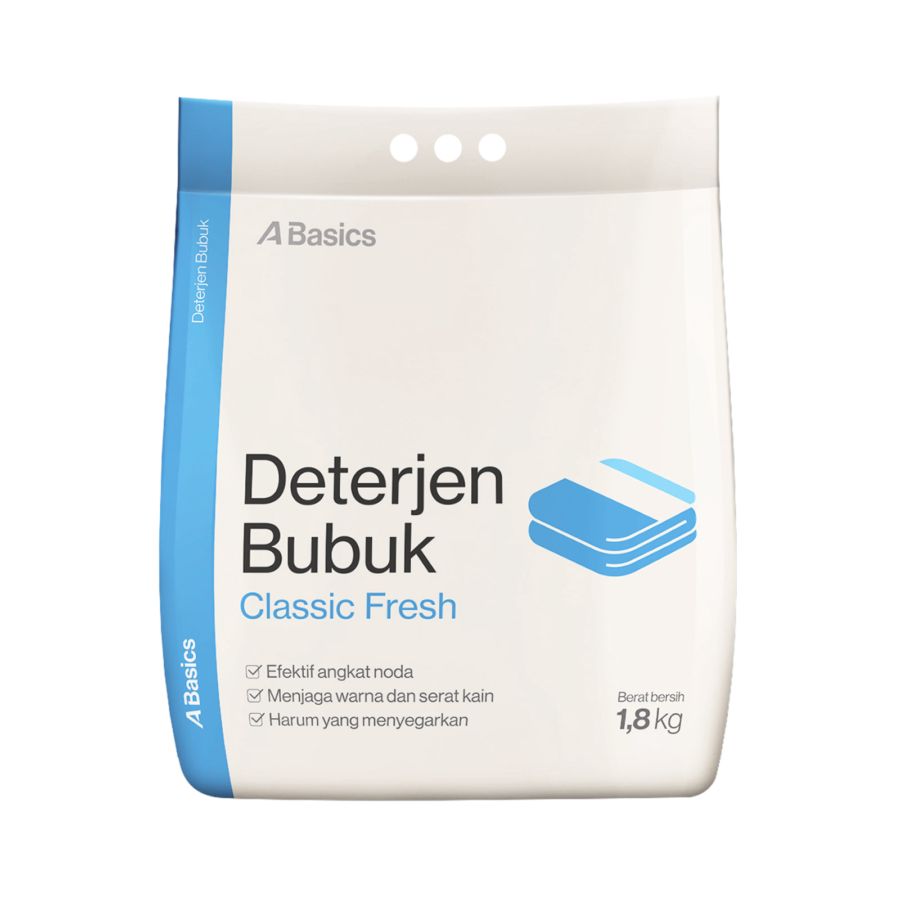 A Basics
Deterjen Bubuk
Deterjen
Bubuk
Classic Fresh
Efektif angkat noda
Menjaga warna dan serat kain
Harum yang menyegarkan
Berat bersih
1,8 kg
A Basics